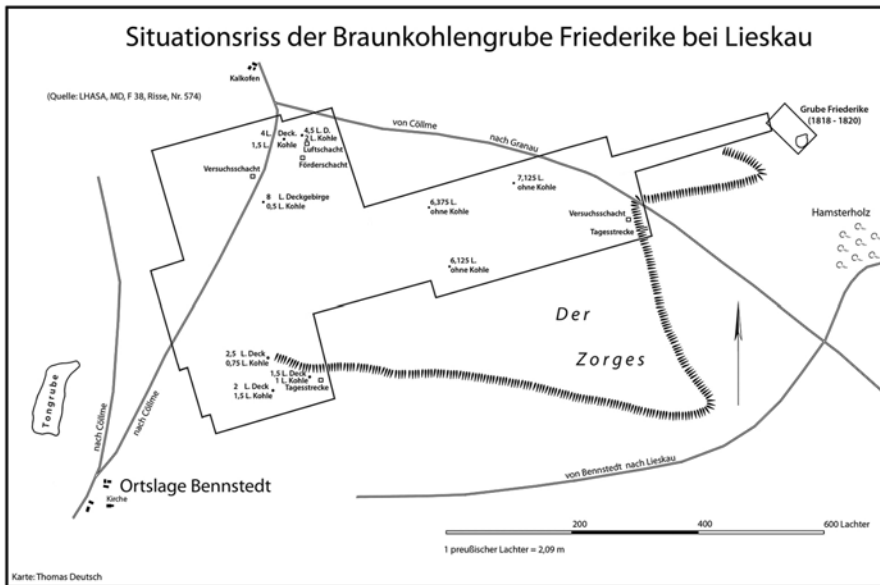 Situationsriss der Braunkohlengrube Friederike bei Lieskau
Kalkofen
(Quelle: LHASA, MD, F 38, Risse, Nr. 574)
Grube Friederike
(1818 - 1820)
von Cöllme
nach Granau
4 L. Deck.
1,5 L. Kohle
4,5 L. D.
2 L. Kohle
Luftschacht
Förderschacht
Versuchsschacht
8 L. Deckgebirge
0,5 L. Kohle
7,125 L.
ohne Kohle
6,375 L.
ohne Kohle
Versuchsschacht
Tagesstrecke
Hamsterholz
6,125 L.
ohne Kohle
Der
Zorges
2,5 L. Deck
0,75 L. Kohle
1,5 L. Deck
1 L. Kohle
Tagesstrecke
2 L. Deck
1,5 L. Kohle
Tongrube
nach Cöllme
nach Cöllme
von Bennstedt nach Lieskau
Ortslage Bennstedt
Kirche
200 400 600 Lachter
1 preußischer Lachter = 2,09 m
Karte: Thomas Deutsch